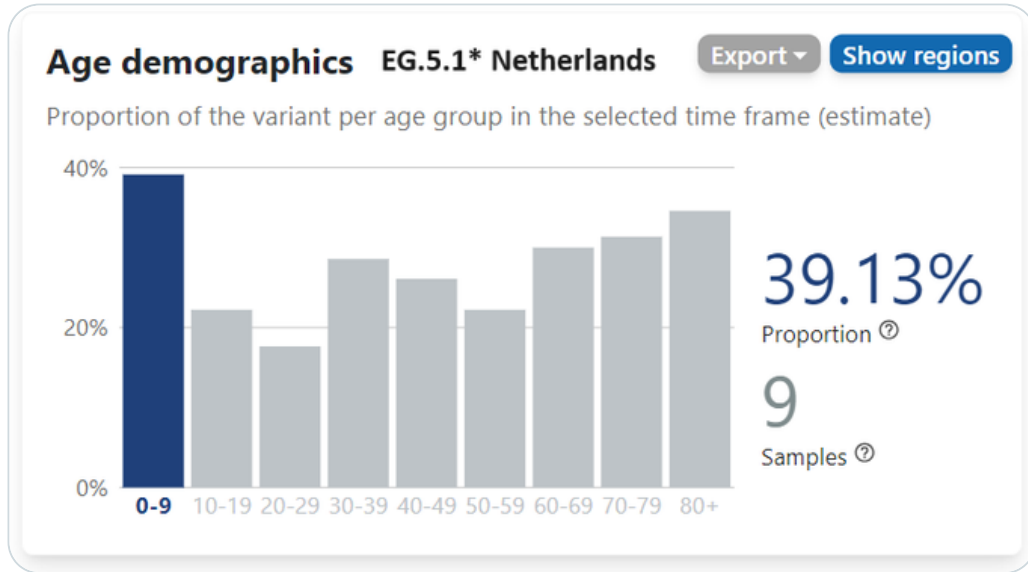 Age demographics EG.5.1* Netherlands Export Show regions
Proportion of the variant per age group in the selected time frame (estimate)
40%
20%
0%
0-9 10-19 20-29 30-39 40-49 50-59 60-69 70-79 80+
39.13%
Proportion ?
9
Samples ?